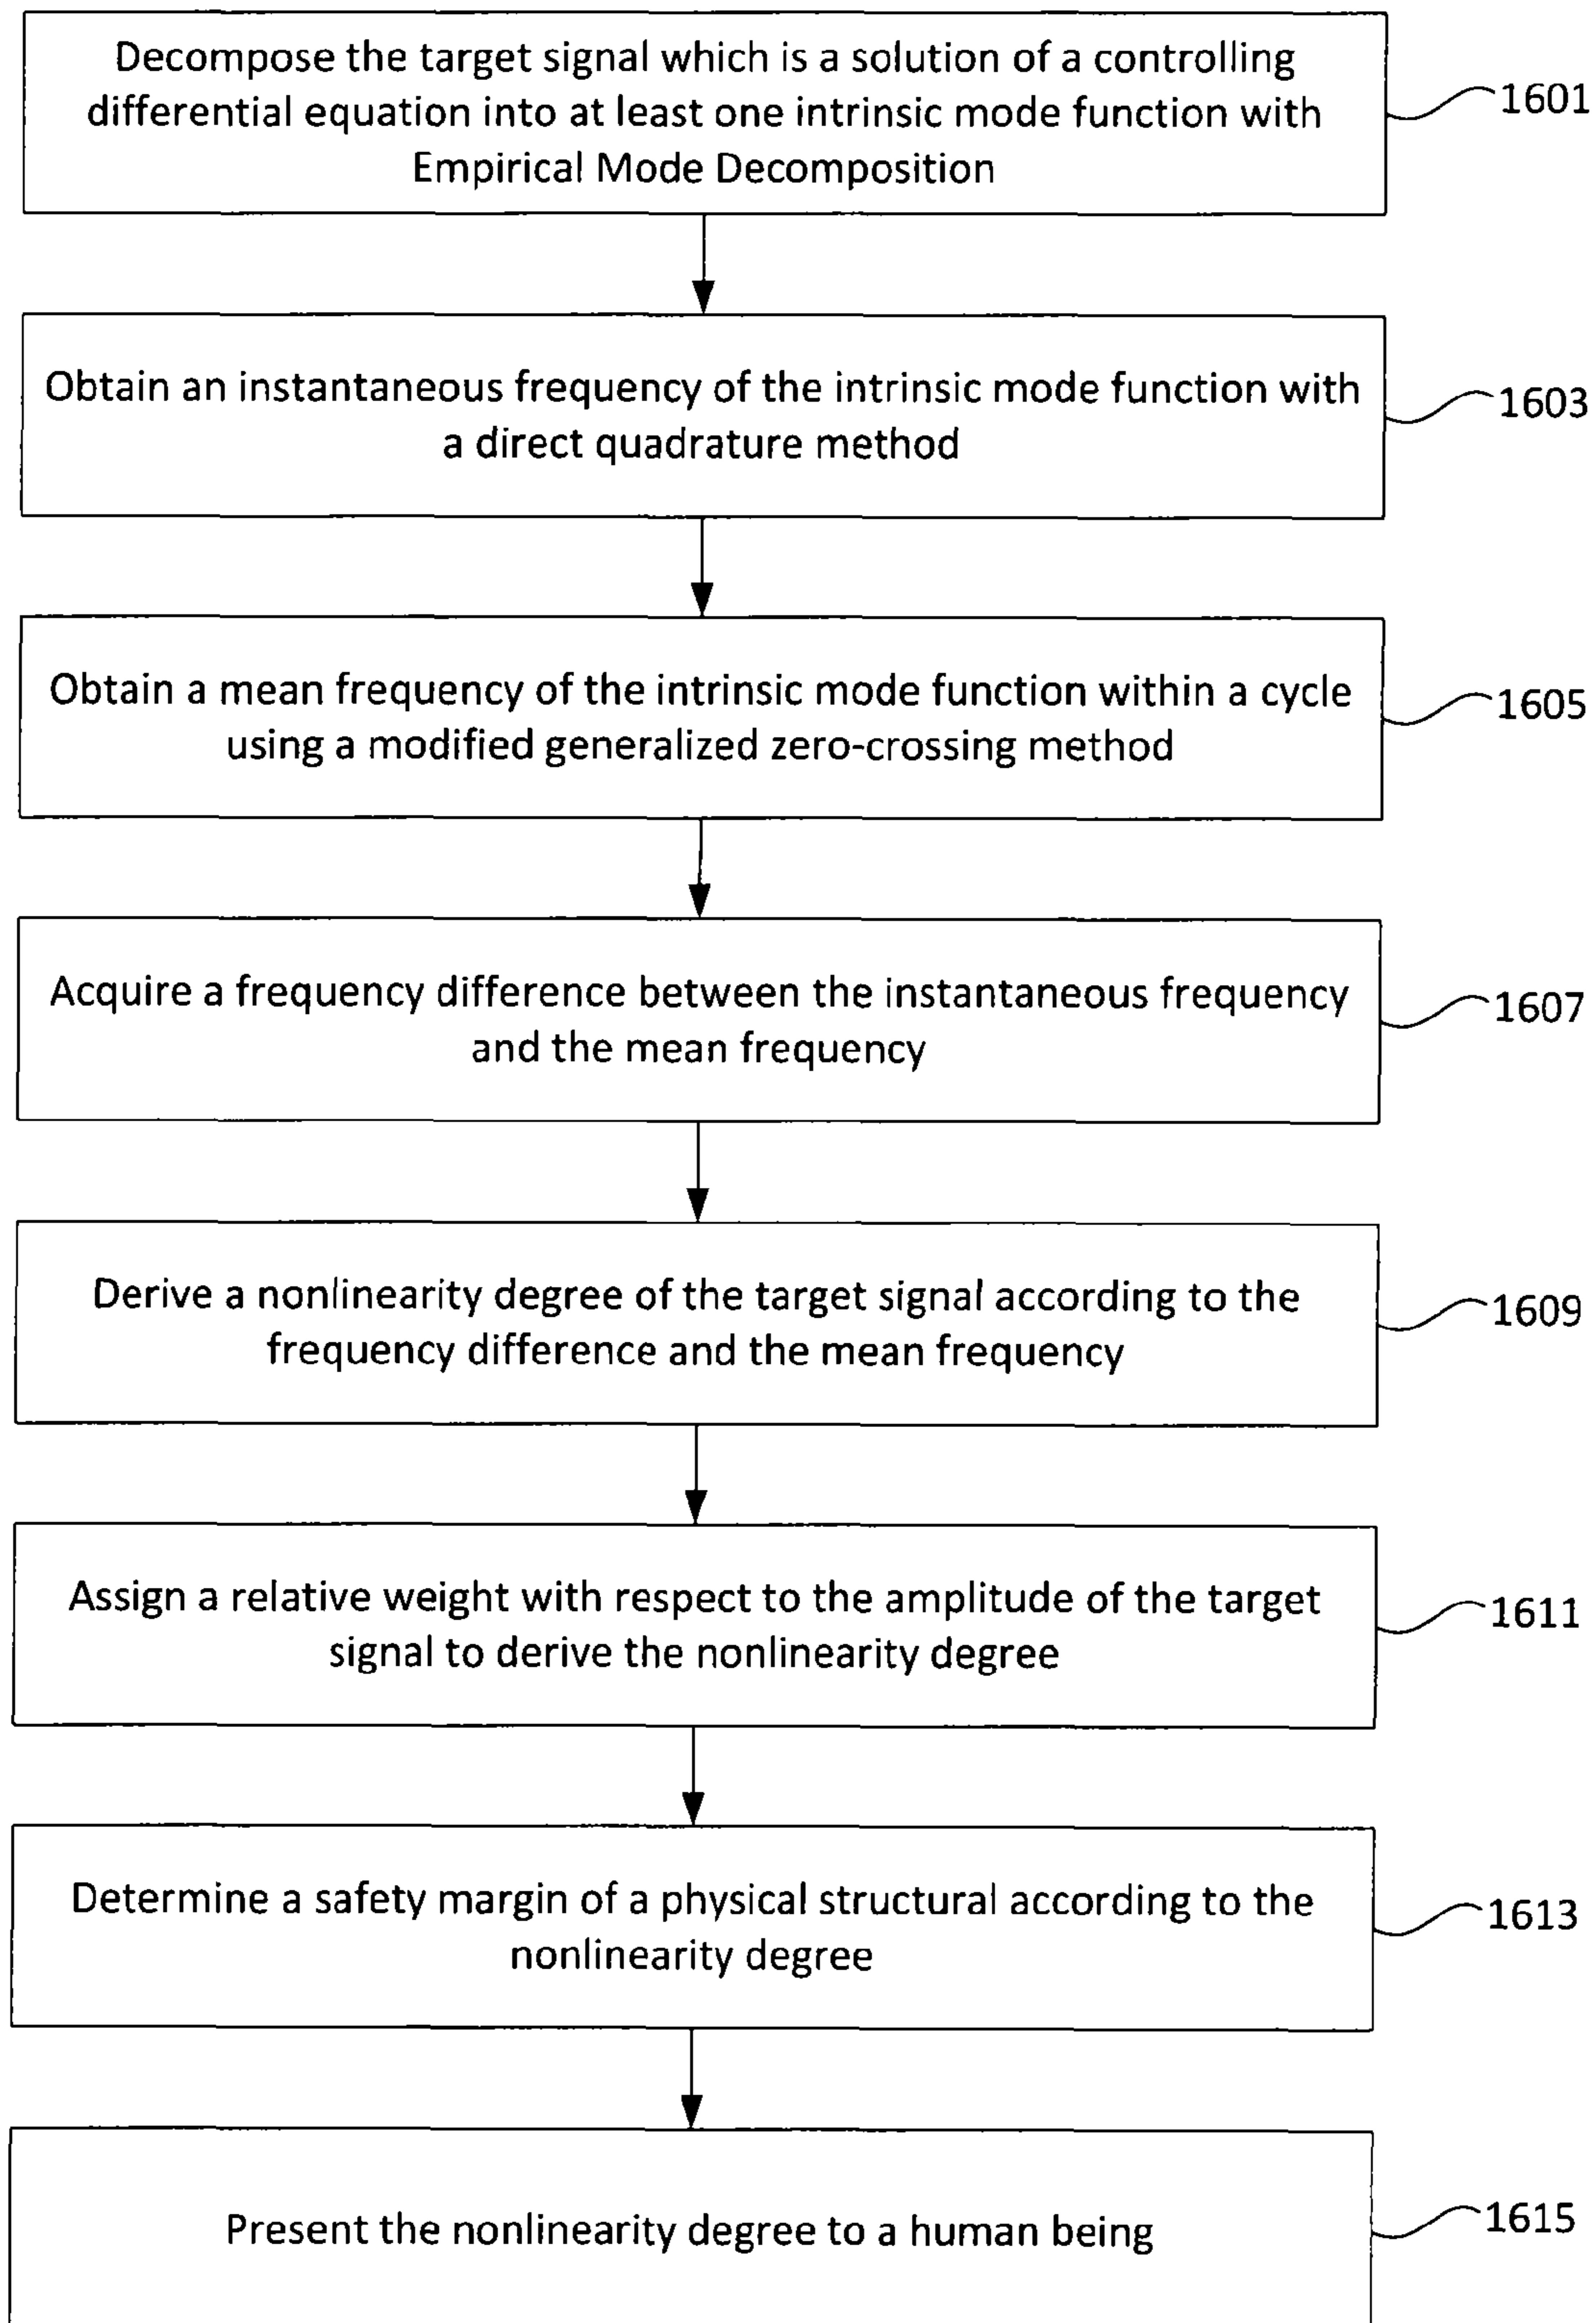 Decompose the target signal which is a solution of a controlling
differential equation into at least one intrinsic mode function with
Empirical Mode Decomposition
1601
Obtain an instantaneous frequency of the intrinsic mode function with
a direct quadrature method
1603
Obtain a mean frequency of the intrinsic mode function within a cycle
using a modified generalized zero-crossing method
1605
Acquire a frequency difference between the instantaneous frequency
and the mean frequency
1607
Derive a nonlinearity degree of the target signal according to the
frequency difference and the mean frequency
1609
Assign a relative weight with respect to the amplitude of the target
signal to derive the nonlinearity degree
1611
Determine a safety margin of a physical structural according to the
nonlinearity degree
1613
Present the nonlinearity degree to a human being
1615